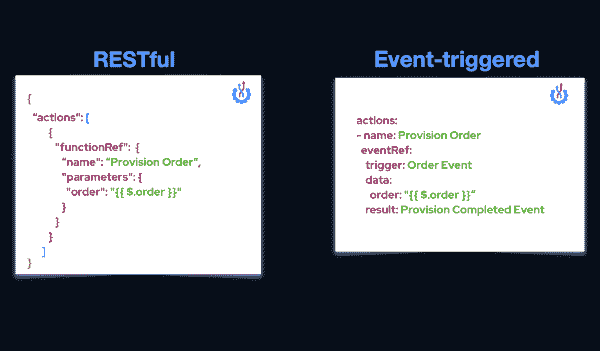 RESTful
{
"actions": [
{
"functionRef": {
"name": "Provision Order",
"parameters": {
"order": "{{ $.order }}"
}
}
}
]
}
Event-triggered
actions:
- name: Provision Order
eventRef:
trigger: Order Event
data:
order: "{{ $.order }}"
result: Provision Completed Event